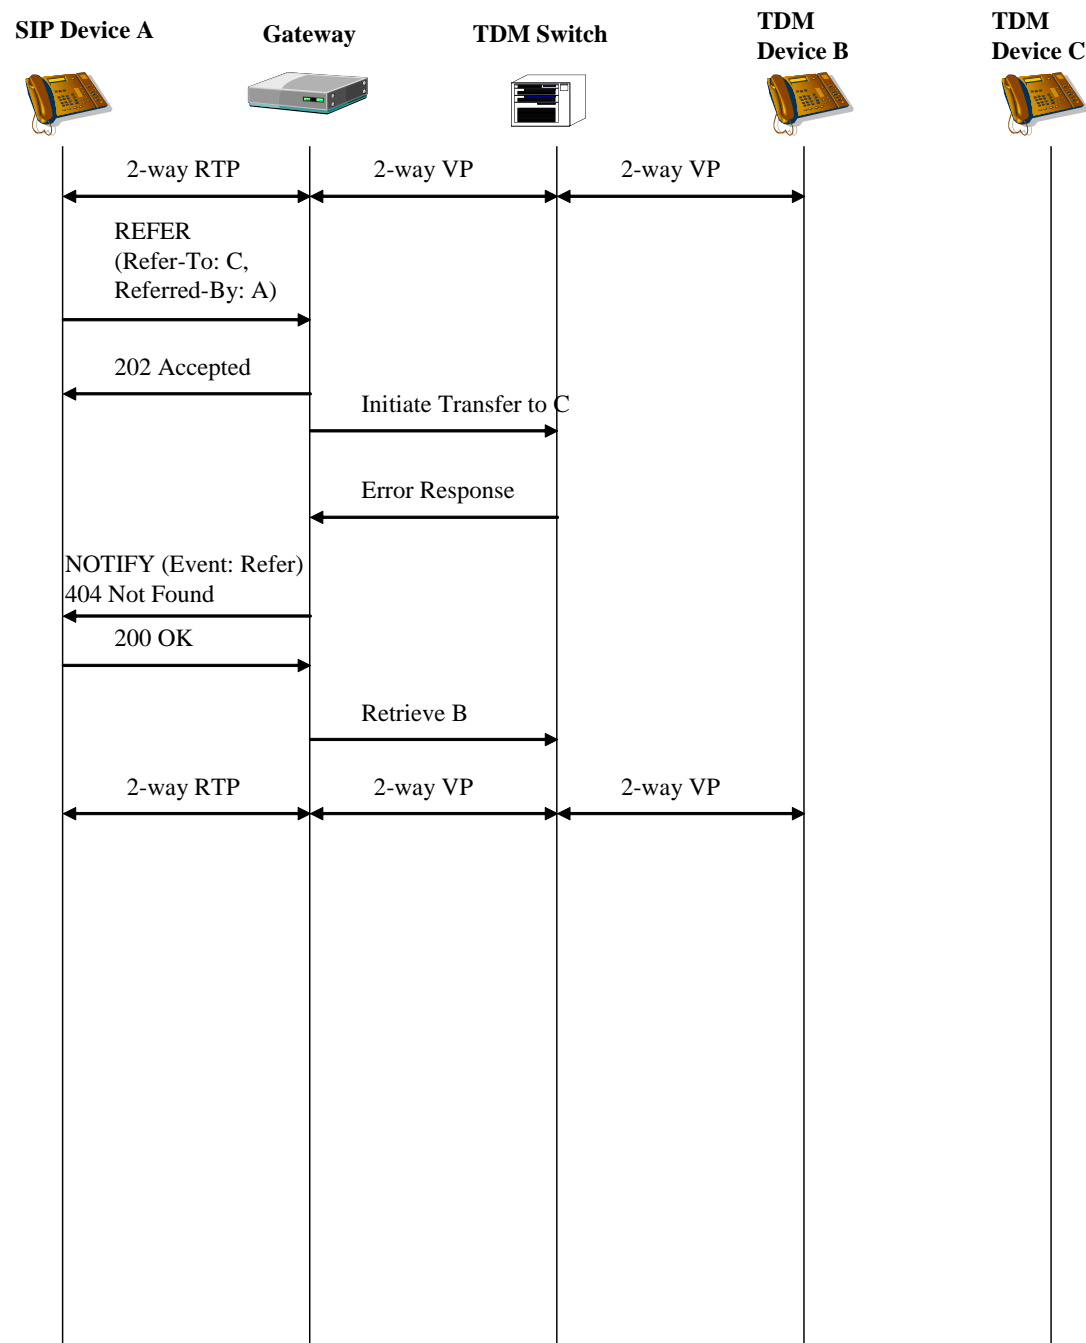 SIP Device A
Gateway
TDM Switch
TDM
Device B
TDM
Device C
2-way RTP
2-way VP
2-way VP
REFER
(Refer-To: C,
Referred-By: A)
202 Accepted
Initiate Transfer to C
Error Response
NOTIFY (Event: Refer)
404 Not Found
200 OK
Retrieve B
2-way RTP
2-way VP
2-way VP